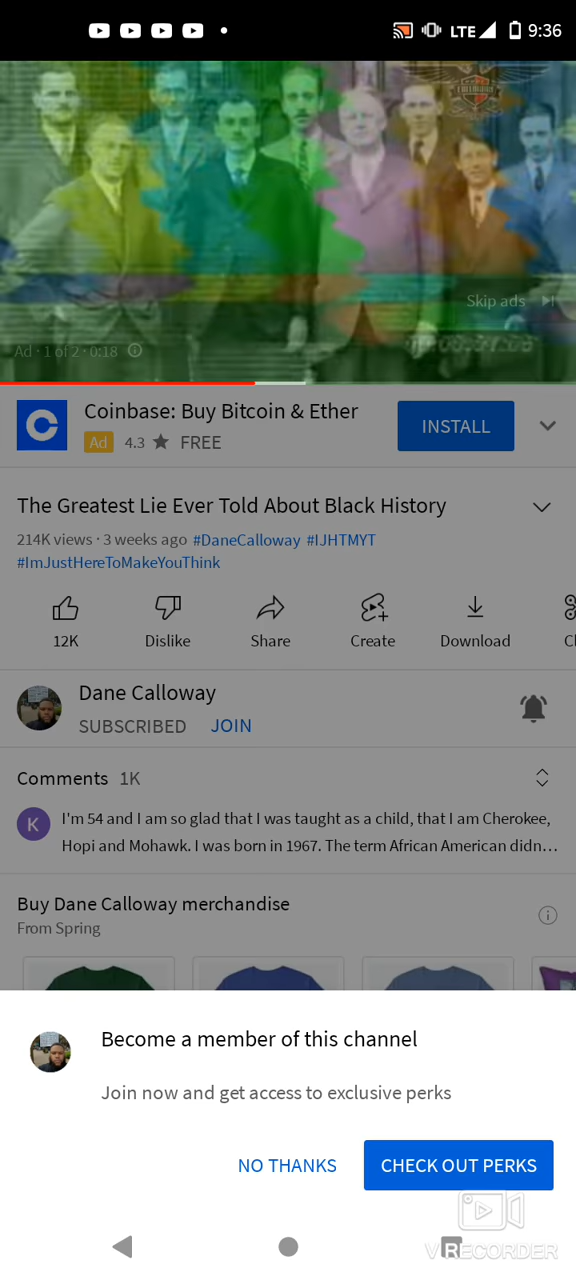 LTE 9:36
Skip ads
Ad · 1 of 2 · 0:18
Coinbase: Buy Bitcoin & Ether
INSTALL
Ad 4.3 ★ FREE
The Greatest Lie Ever Told About Black History
214K views · 3 weeks ago #DaneCalloway #IJHTMYT
#ImJustHereToMakeYouThink
12K Dislike Share Create Download
Dane Calloway
SUBSCRIBED JOIN
Comments 1K
K
I'm 54 and I am so glad that I was taught as a child, that I am Cherokee,
Hopi and Mohawk. I was born in 1967. The term African American didn...
Buy Dane Calloway merchandise
From Spring
Become a member of this channel
Join now and get access to exclusive perks
NO THANKS CHECK OUT PERKS
VRECORDER